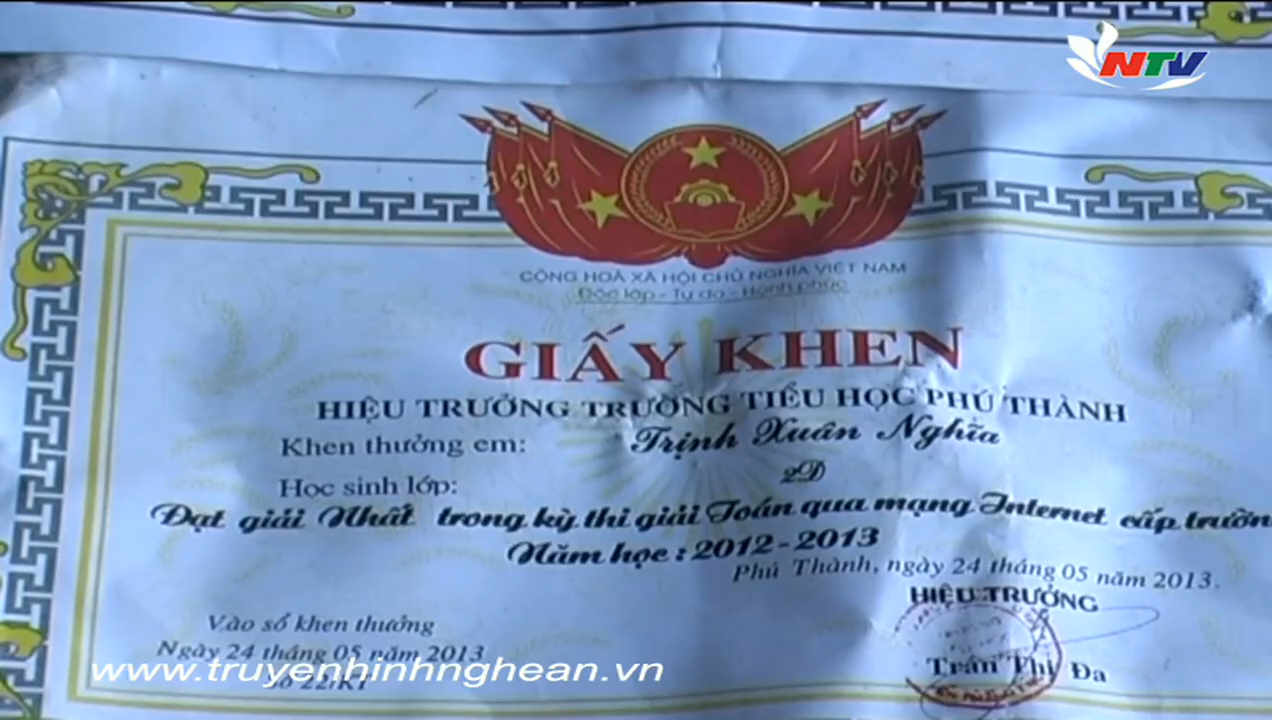 NTV
CỘNG HOÀ XÃ HỘI CHỦ NGHĨA VIỆT NAM
Độc lập - Tự do - Hạnh phúc
GIẤY KHEN
HIỆU TRƯỞNG TRƯỜNG TIỂU HỌC PHÚ THÀNH
Khen thưởng em: Trịnh Xuân Nghĩa
Học sinh lớp: 2D
Đạt giải Nhất trong kỳ thi giải Toán qua mạng Internet cấp trườn
Năm học: 2012-2013
Phú Thành, ngày 24 tháng 05 năm 2013.
HIỆU TRƯỞNG
Vào sổ khen thưởng
Ngày 24 tháng 05 năm 2013
Số 22/KT
www.truyenhinhnghean.vn
Trần Thị Đa